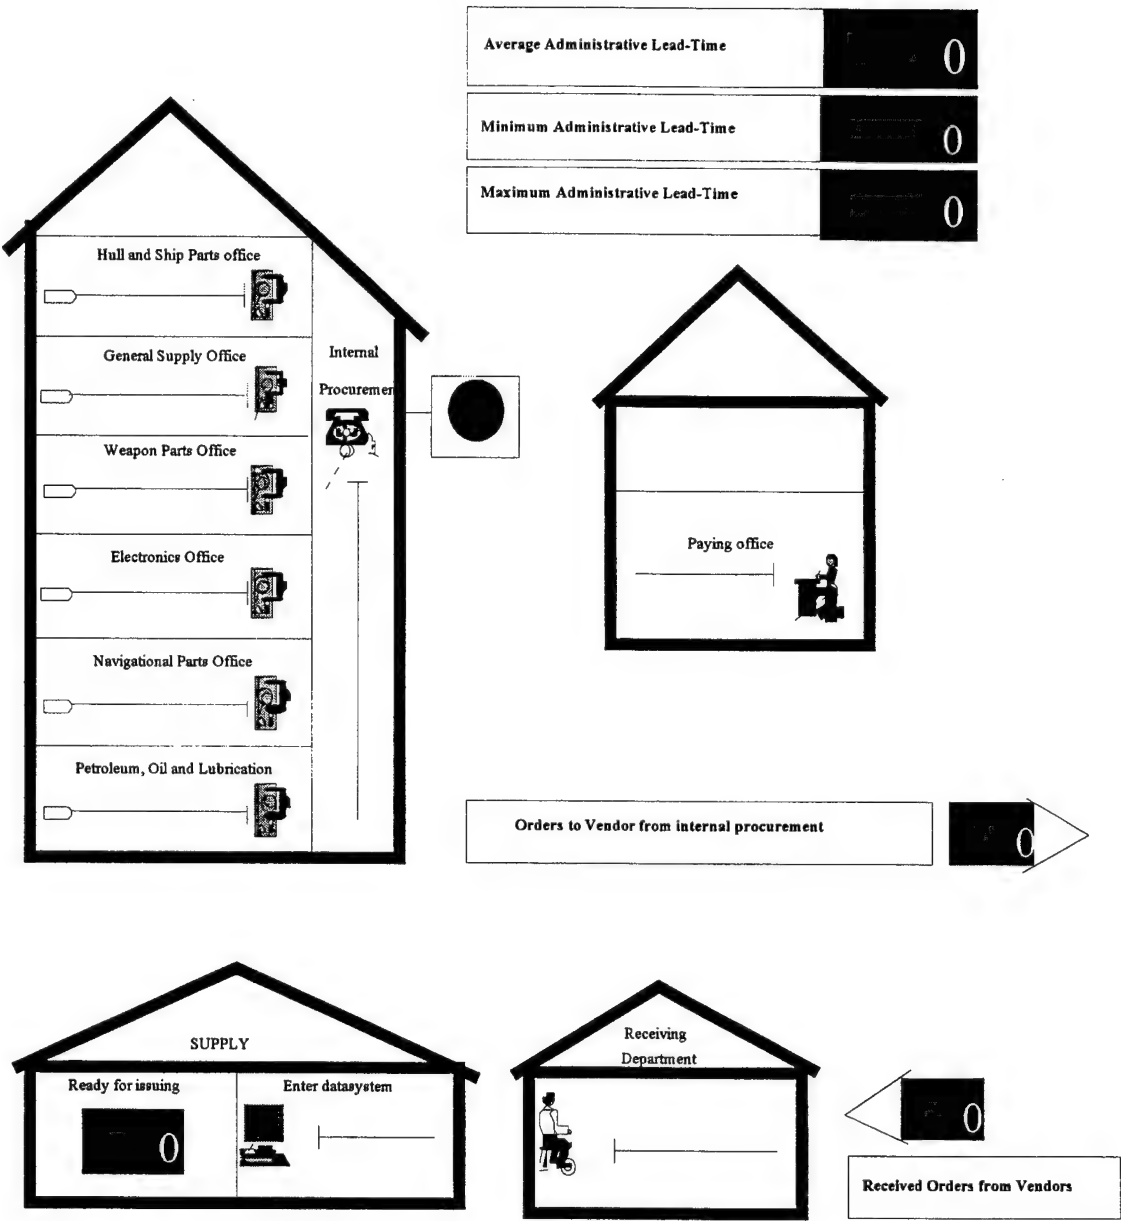 Average Administrative Lead-Time
0
Minimum Administrative Lead-Time
0
Maximum Administrative Lead-Time
0
Hull and Ship Parts office
General Supply Office
Internal
Procuremen
Weapon Parts Office
Electronics Office
Paying office
Navigational Parts Office
Petroleum, Oil and Lubrication
Orders to Vendor from internal procurement
0
SUPPLY
Ready for issuing
0
Enter datasystem
Receiving
Department
0
Received Orders from Vendors